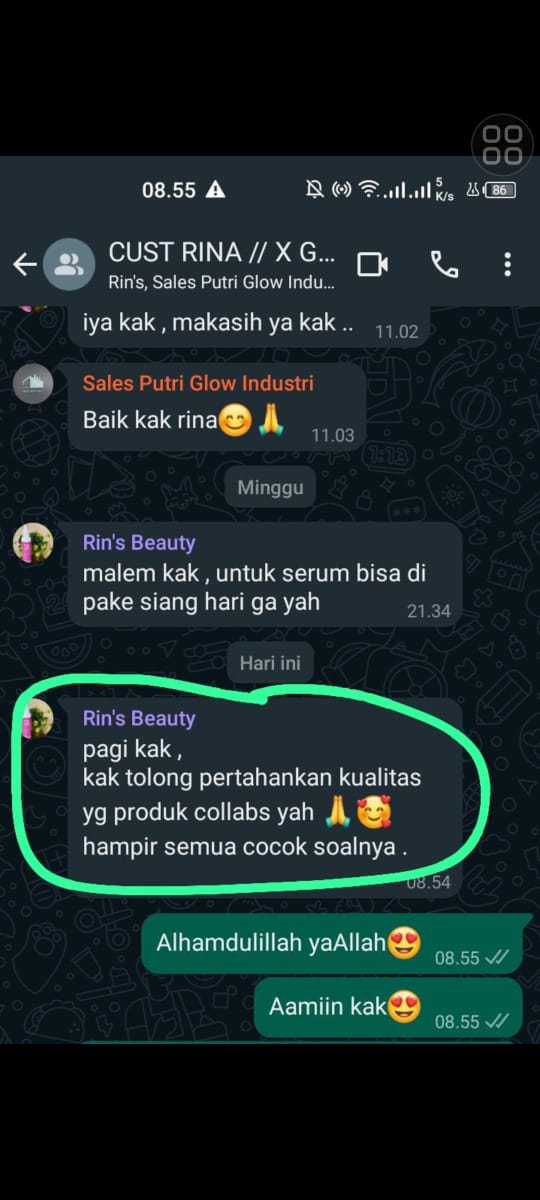 08.55
5
K/s
86
CUST RINA // X G...
Rin's, Sales Putri Glow Indu...
iya kak , makasih ya kak ..
11.02
Sales Putri Glow Industri
Baik kak rina😊🙏
11.03
Minggu
Rin's Beauty
malem kak , untuk serum bisa di
pake siang hari ga yah
21.34
Hari ini
Rin's Beauty
pagi kak ,
kak tolong pertahankan kualitas
yg produk collabs yah 🙏🥰
hampir semua cocok soalnya .
08.54
Alhamdulillah yaAllah😍
08.55
Aamiin kak😍
08.55